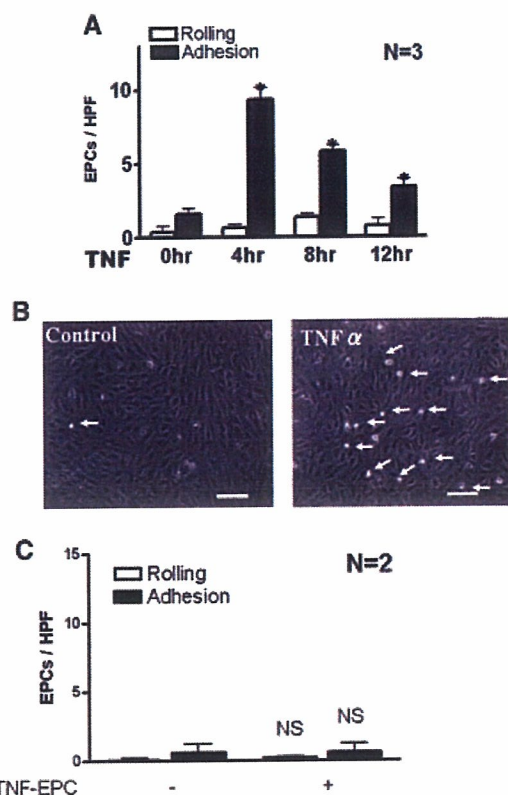 A
Rolling
Adhesion
N=3
EPCs / HPF
10
5
0
* * *
TNF 0hr 4hr 8hr 12hr
B
Control
TNF α
C
15
Rolling
Adhesion
N=2
EPCs / HPF
10
5
0
NS NS
TNF-EPC - +